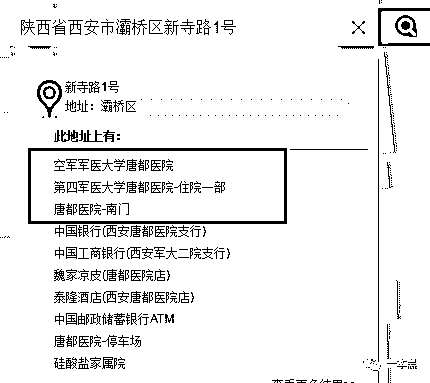 陕西省西安市灞桥区新寺路1号
新寺路1号
地址：灞桥区
此地址上有：
空军军医大学唐都医院
第四军医大学唐都医院-住院一部
唐都医院-南门
中国银行(西安唐都医院支行)
中国工商银行(西安军大二院支行)
魏家凉皮(唐都医院店)
泰隆酒店(西安唐都医院店)
中国邮政储蓄银行ATM
唐都医院-停车场
硅酸盐家属院